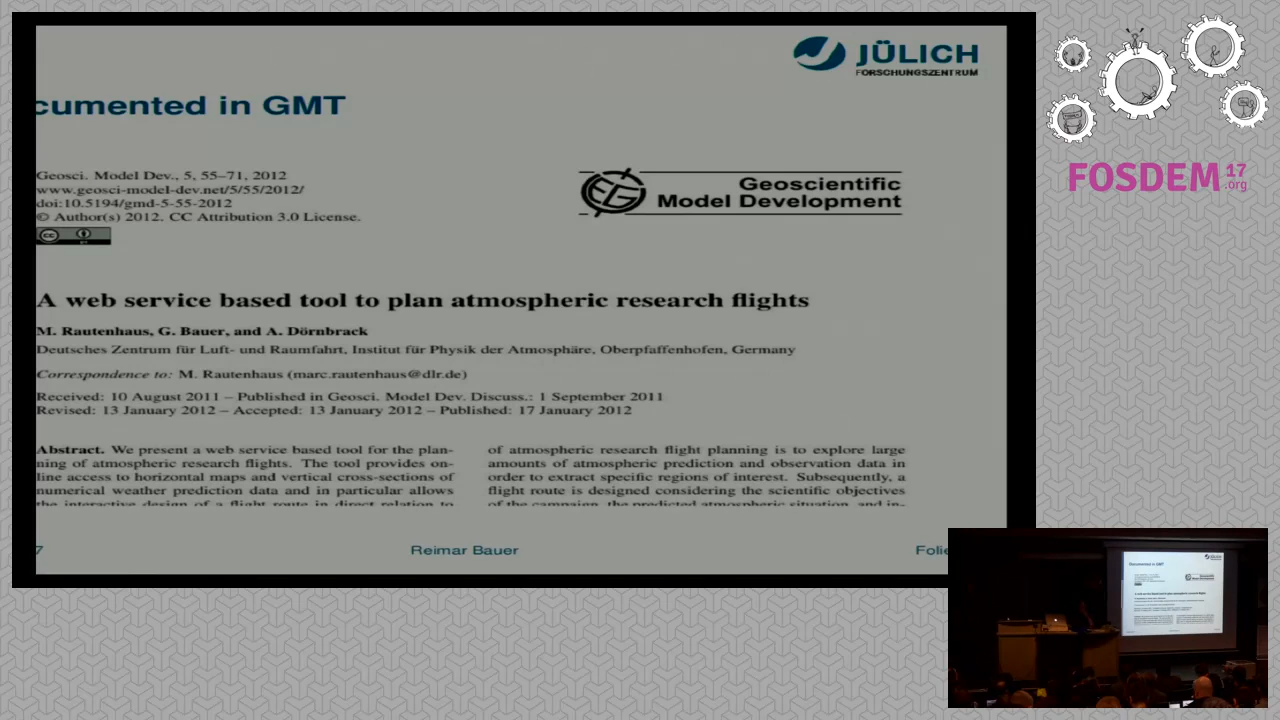 JÜLICH
FORSCHUNGSZENTRUM
cumented in GMT
Geosci. Model Dev., 5, 55–71, 2012
www.geosci-model-dev.net/5/55/2012/
doi:10.5194/gmd-5-55-2012
© Author(s) 2012. CC Attribution 3.0 License.
cc
BY
Geoscientific
Model Development
A web service based tool to plan atmospheric research flights
M. Rautenhaus, G. Bauer, and A. Dörnbrack
Deutsches Zentrum für Luft- und Raumfahrt, Institut für Physik der Atmosphäre, Oberpfaffenhofen, Germany
Correspondence to: M. Rautenhaus (marc.rautenhaus@dlr.de)
Received: 10 August 2011 – Published in Geosci. Model Dev. Discuss.: 1 September 2011
Revised: 13 January 2012 – Accepted: 13 January 2012 – Published: 17 January 2012
Abstract. We present a web service based tool for the plan-
ning of atmospheric research flights. The tool provides on-
line access to horizontal maps and vertical cross-sections of
numerical weather prediction data and in particular allows
the interactive design of a flight route in direct relation to
of atmospheric research flight planning is to explore large
amounts of atmospheric prediction and observation data in
order to extract specific regions of interest. Subsequently, a
flight route is designed considering the scientific objectives
of the campaign, the predicted atmospheric situation, and in-
7
Reimar Bauer
Folie
FOSDEM 17
.org